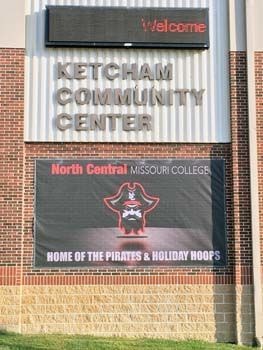 Welcome
KETCHAM
COMMUNITY
CENTER
North Central MISSOURI COLLEGE
HOME OF THE PIRATES & HOLIDAY HOOPS